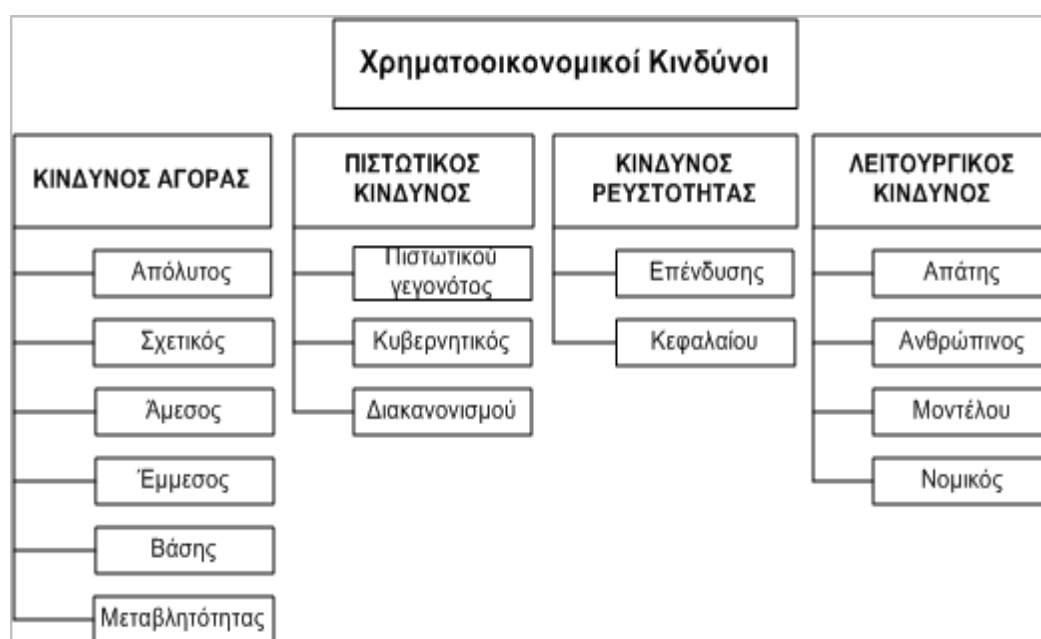 Χρηματοοικονομικοί Κινδύνοι
ΚΙΝΔΥΝΟΣ ΑΓΟΡΑΣ
Απόλυτος
Σχετικός
Άμεσος
Έμμεσος
Βάσης
Μεταβλητότητας
ΠΙΣΤΩΤΙΚΟΣ
ΚΙΝΔΥΝΟΣ
Πιστωτικού
γεγονότος
Κυβερνητικός
Διακανονισμού
ΚΙΝΔΥΝΟΣ
ΡΕΥΣΤΟΤΗΤΑΣ
Επένδυσης
Κεφαλαίου
ΛΕΙΤΟΥΡΓΙΚΟΣ
ΚΙΝΔΥΝΟΣ
Απάτης
Ανθρώπινος
Μοντέλου
Νομικός